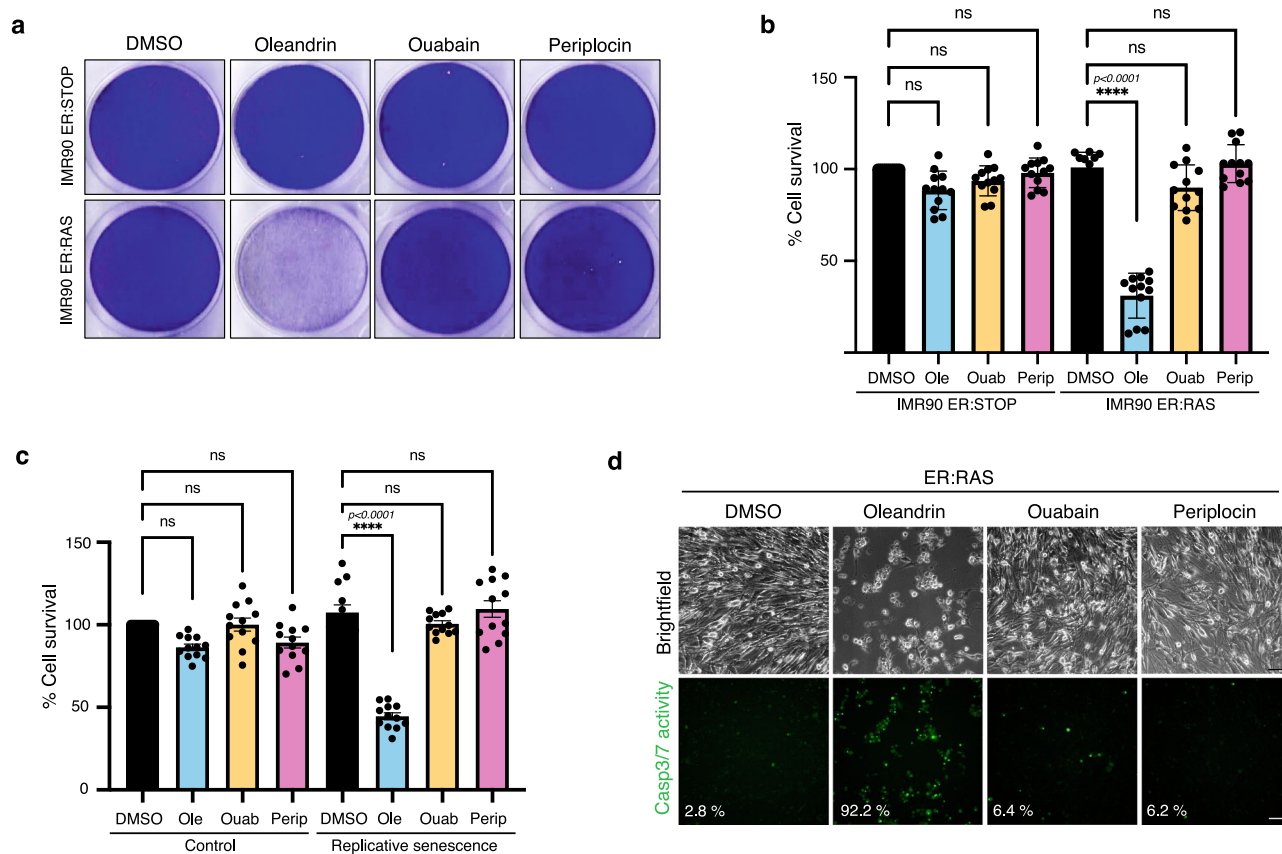 a
DMSO Oleandrin Ouabain Periplocin
IMR90 ER:STOP
IMR90 ER:RAS
b
ns
ns
ns
ns
ns
p<0.0001
****
% Cell survival
150
100
50
DMSO Ole Ouab Perip DMSO Ole Ouab Perip
IMR90 ER:STOP IMR90 ER:RAS
c
ns
ns
ns
ns
ns
p<0.0001
****
% Cell survival
150
100
50
0
DMSO Ole Ouab Perip DMSO Ole Ouab Perip
Control Replicative senescence
d
ER:RAS
DMSO Oleandrin Ouabain Periplocin
Brightfield
Casp3/7 activity
2.8 % 92.2 % 6.4 % 6.2 %